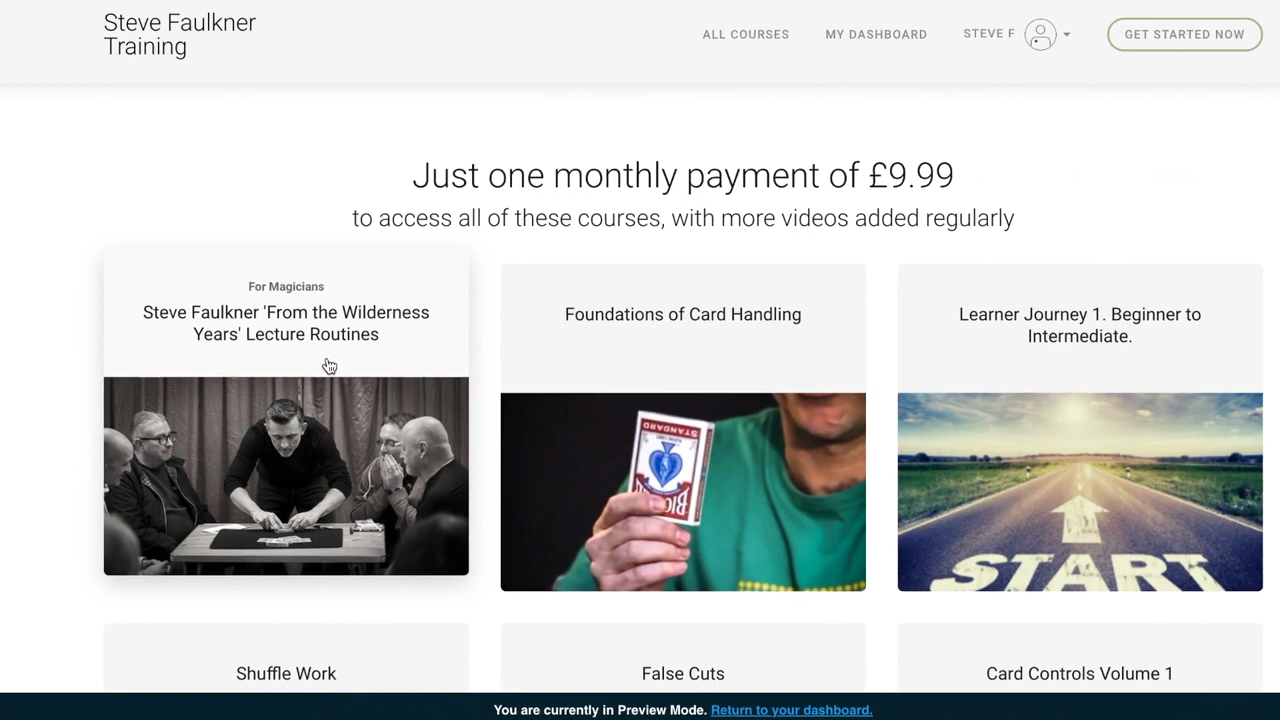 Steve Faulkner
Training
ALL COURSES
MY DASHBOARD
STEVE F
GET STARTED NOW
Just one monthly payment of £9.99
to access all of these courses, with more videos added regularly
For Magicians
Steve Faulkner 'From the Wilderness
Years' Lecture Routines
Foundations of Card Handling
Learner Journey 1. Beginner to
Intermediate.
STANDARD
START
Shuffle Work
False Cuts
Card Controls Volume 1
You are currently in Preview Mode. Return to your dashboard.